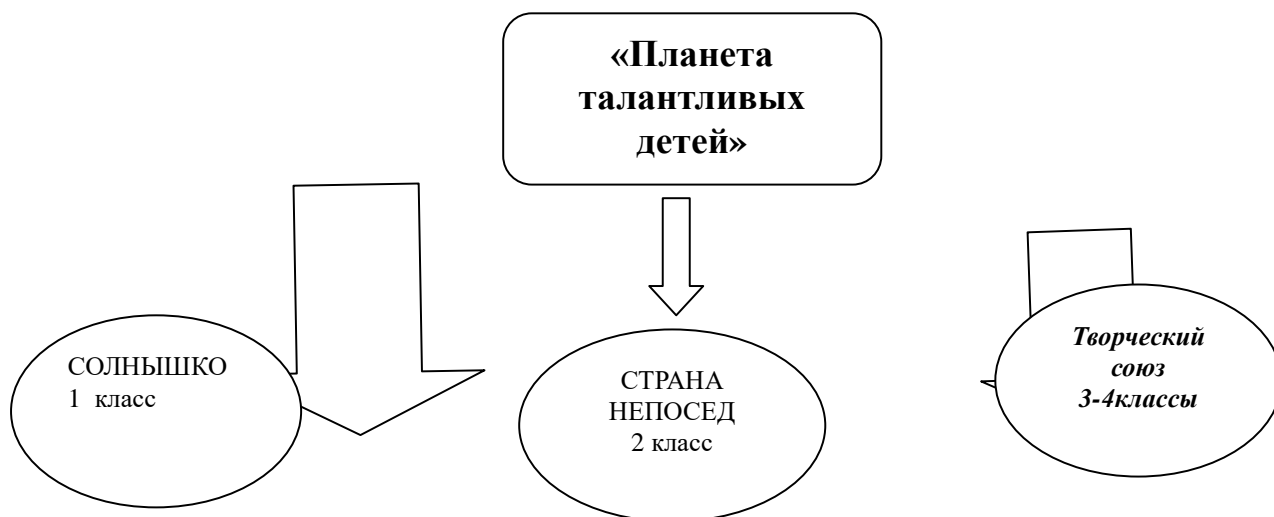 «Планета
талантливых
детей»
СОЛНЫШКО
1 класс
СТРАНА
НЕПОСЕД
2 класс
Творческий
союз
3-4классы